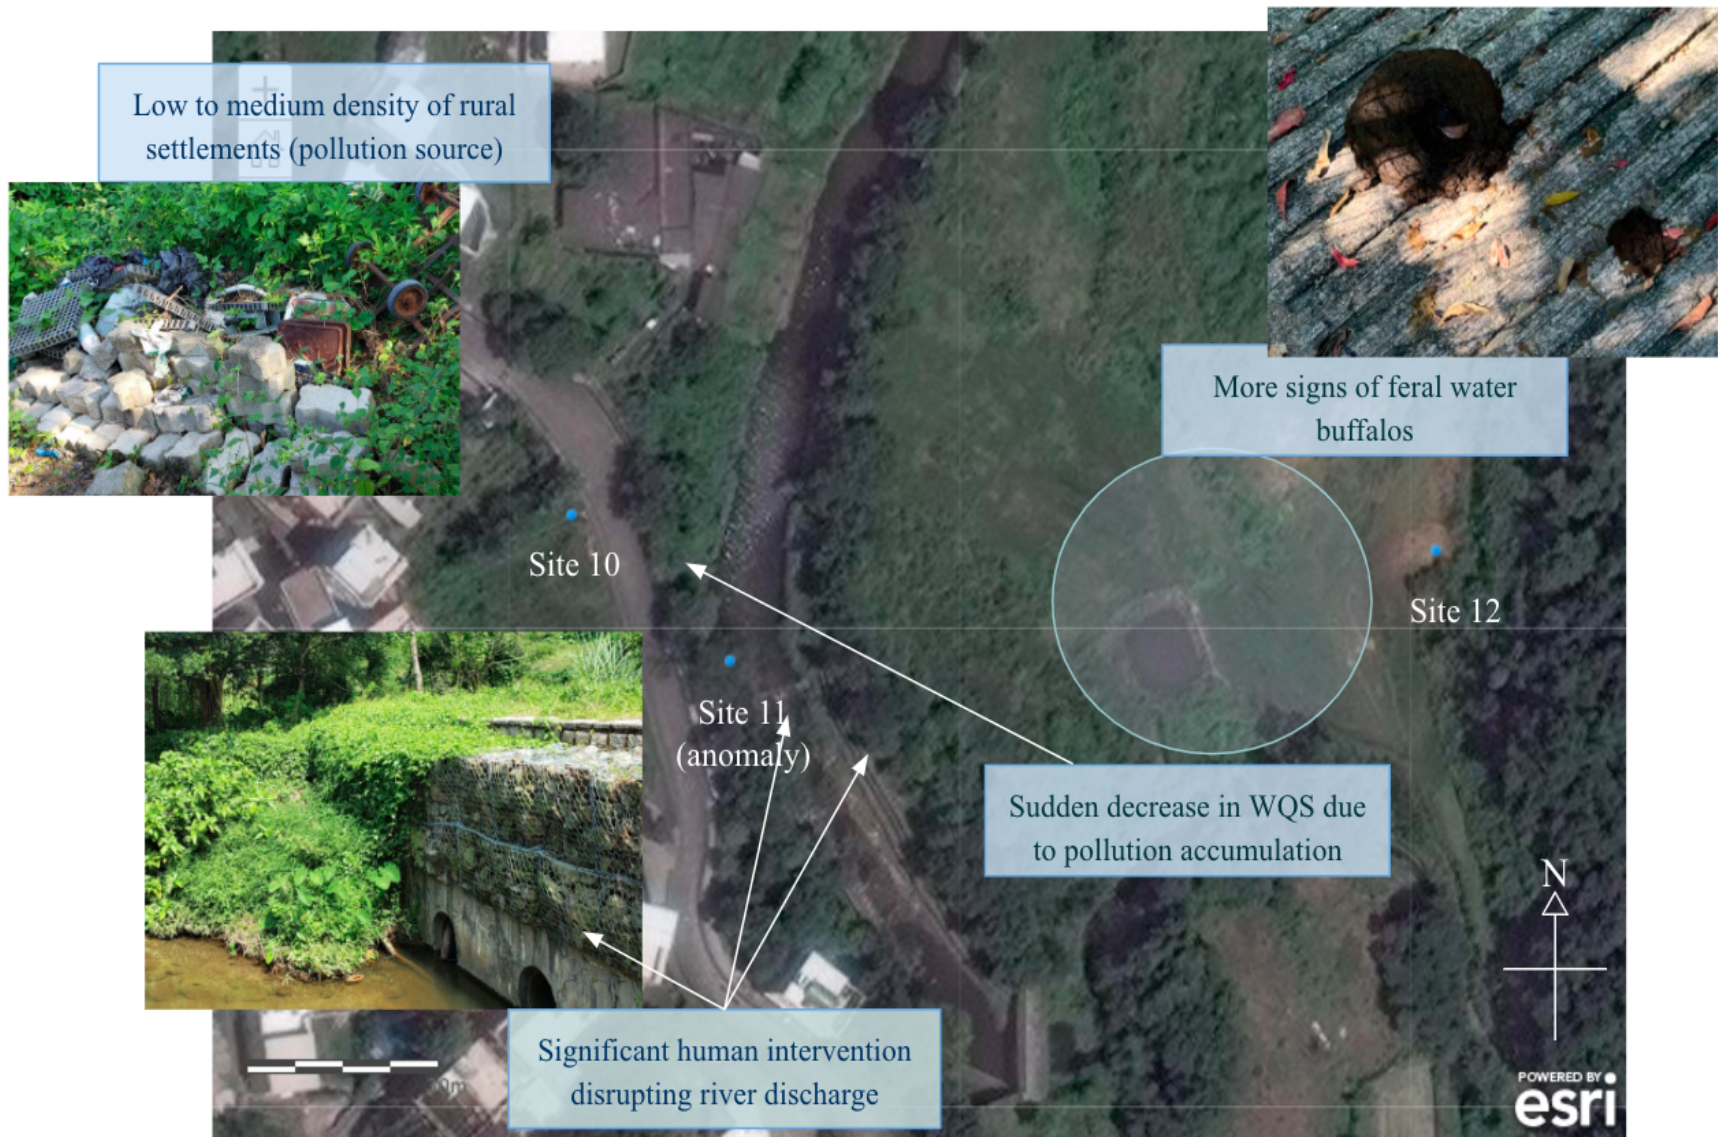 Low to medium density of rural
settlements (pollution source)
More signs of feral water
buffalos
Site 10
Site 12
Site 11
(anomaly)
Sudden decrease in WQS due
to pollution accumulation
N
Significant human intervention
disrupting river discharge
POWERED BY
esri